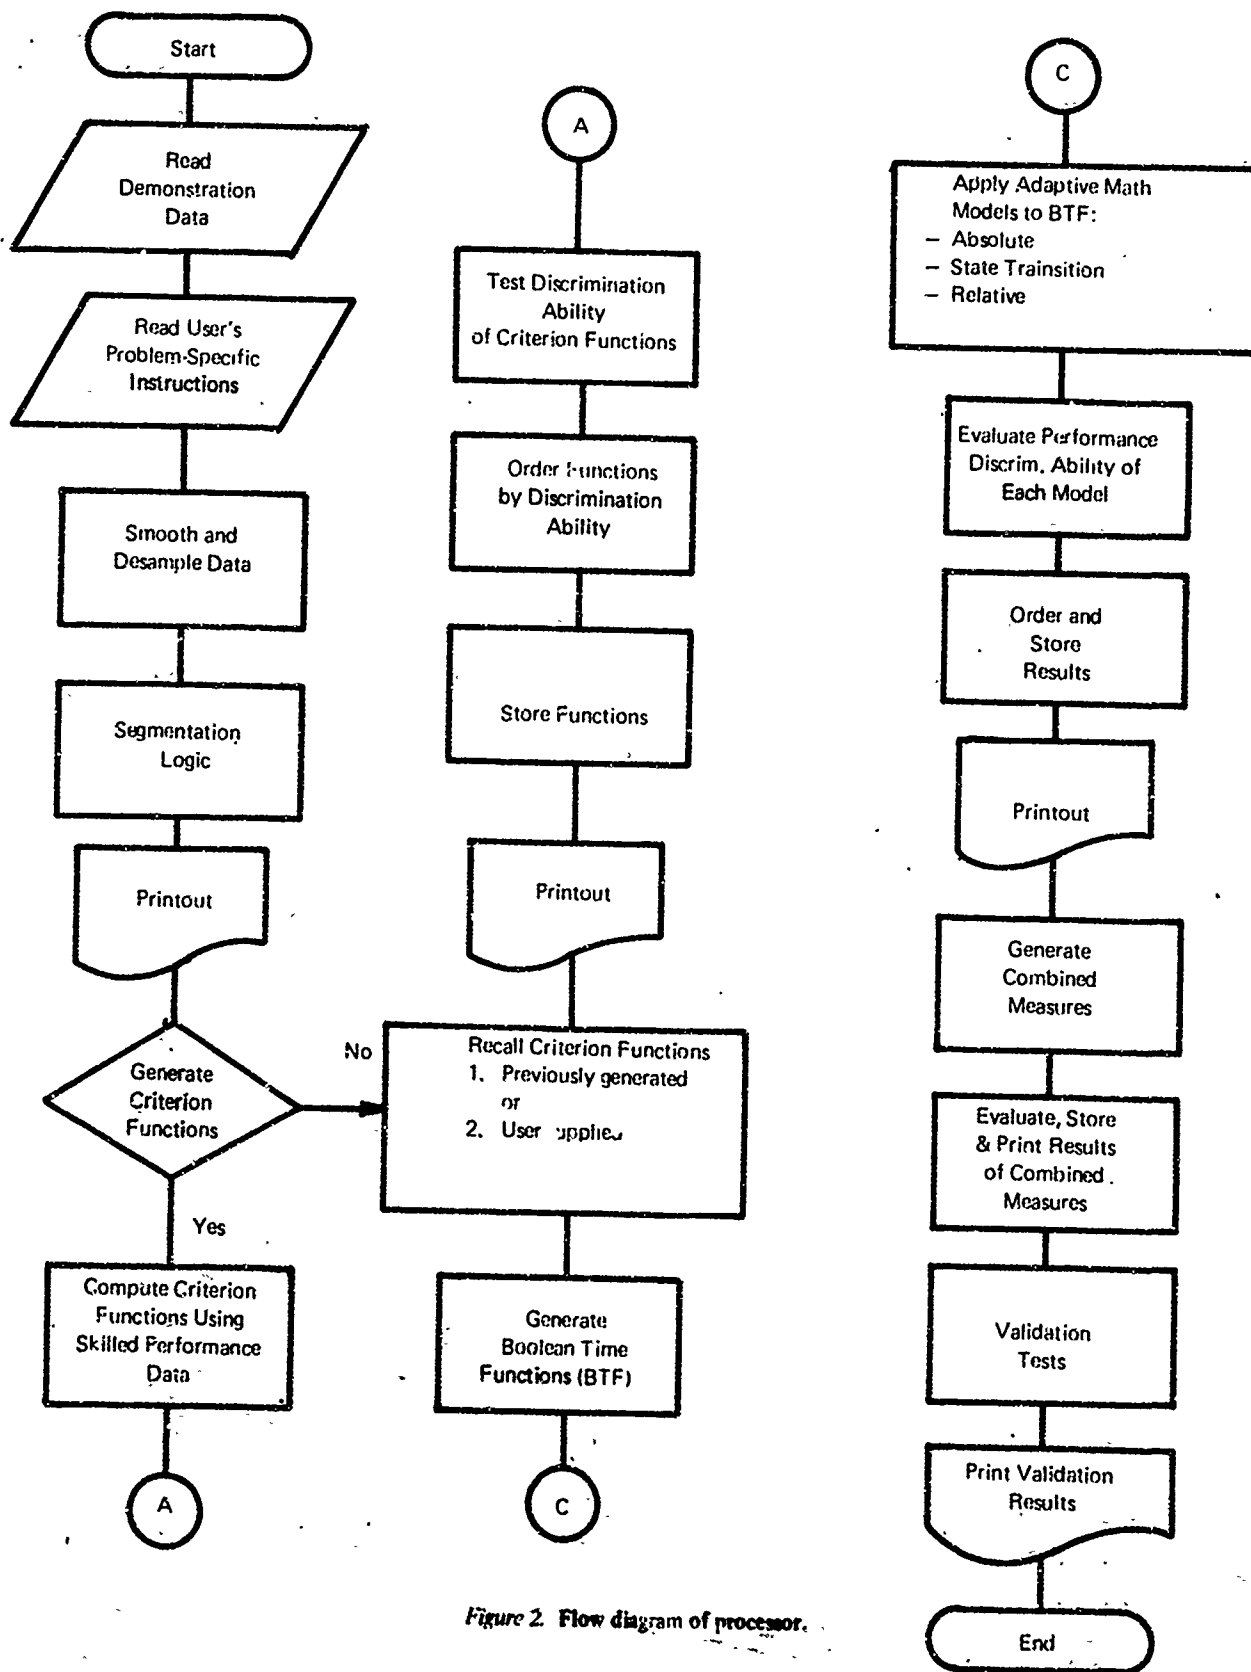 Start
Read
Demonstration
Data
Read User's
Problem-Specific
Instructions
Smooth and
Desample Data
Segmentation
Logic
Printout
Generate
Criterion
Functions
No
Yes
Compute Criterion
Functions Using
Skilled Performance
Data
A
A
Test Discrimination
Ability
of Criterion Functions
Order Functions
by Discrimination
Ability
Store Functions
Printout
Recall Criterion Functions
1. Previously generated
or
2. User supplied
Generate
Boolean Time
Functions (BTF)
C
C
Apply Adaptive Math
Models to BTF:
– Absolute
– State Trainsition
– Relative
Evaluate Performance
Discrim. Ability of
Each Model
Order and
Store
Results
Printout
Generate
Combined
Measures
Evaluate, Store
& Print Results
of Combined
Measures
Validation
Tests
Print Validation
Results
End
Figure 2. Flow diagram of processor.